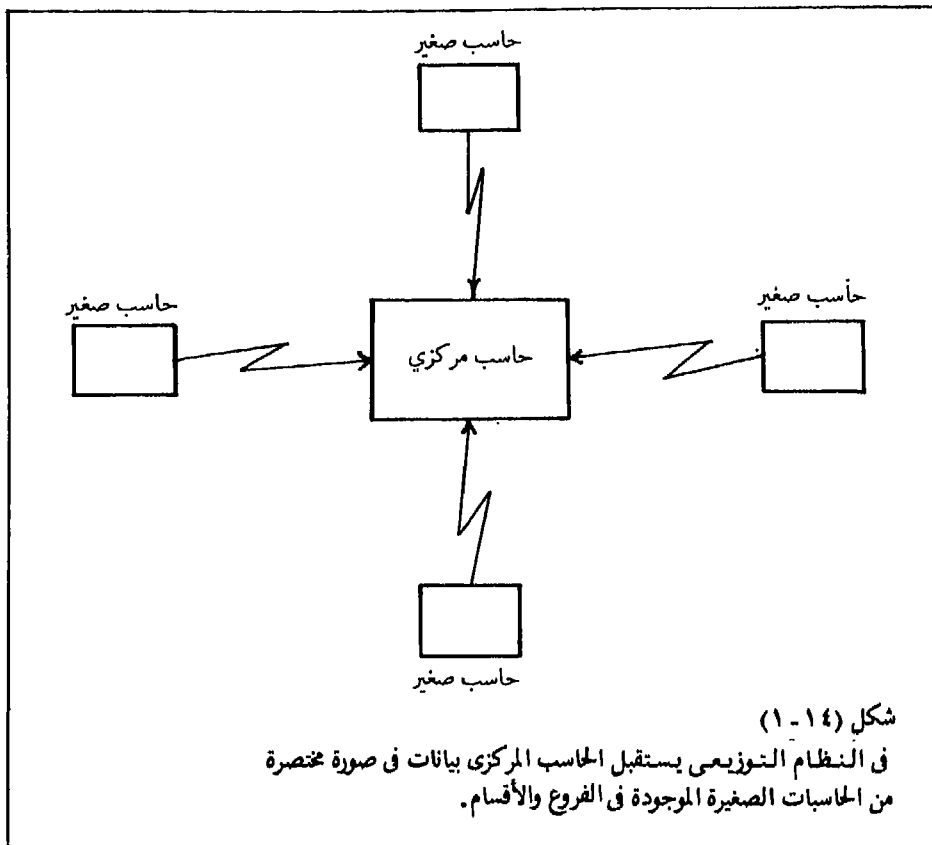 حاسب صغير
حاسب صغير
حاسب صغير
حاسب مركزي
حاسب صغير
شكل (١٤ - ١)
فى النظام التوزيعى يستقبل الحاسب المركزى بيانات فى صورة مختصرة
من الحاسبات الصغيرة الموجودة فى الفروع والأقسام.